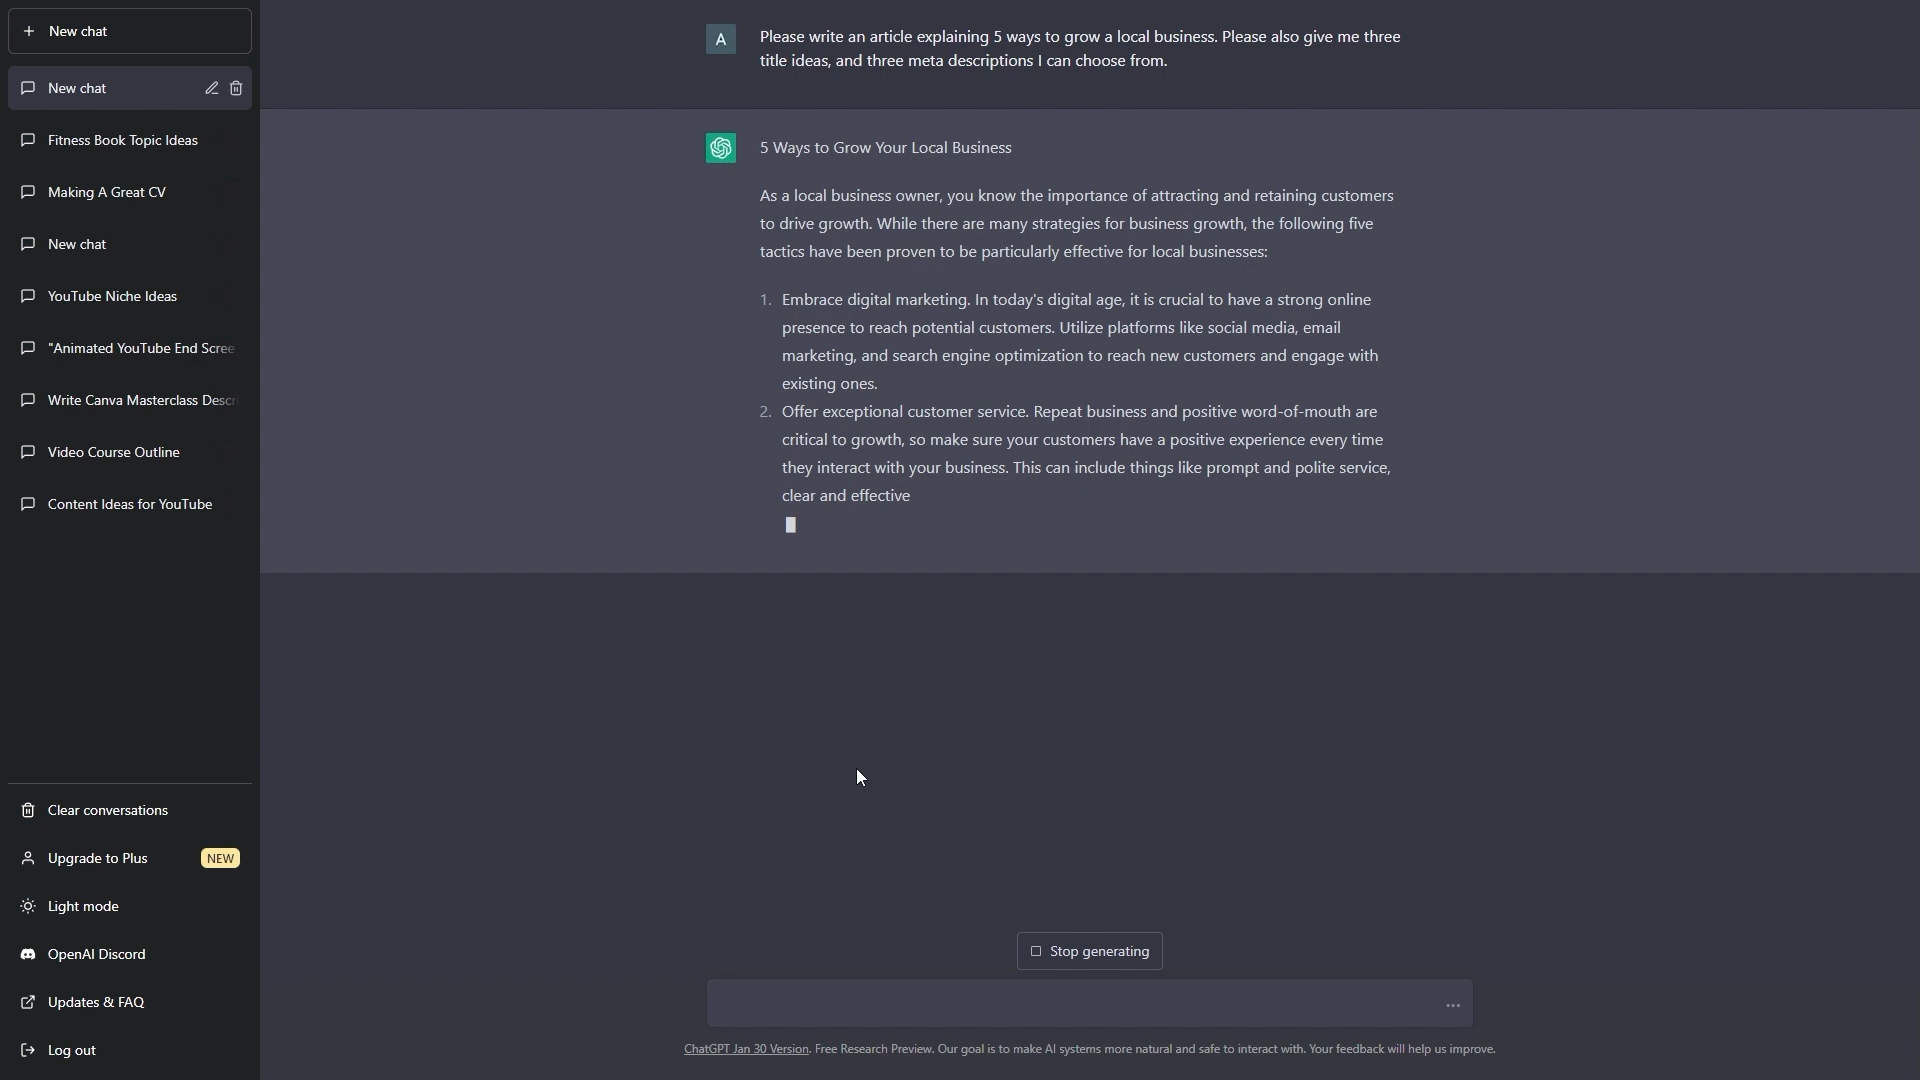 New chat
New chat
Fitness Book Topic Ideas
Making A Great CV
New chat
YouTube Niche Ideas
"Animated YouTube End Scree
Write Canva Masterclass Descr
Video Course Outline
Content Ideas for YouTube
Clear conversations
Upgrade to Plus NEW
Light mode
OpenAI Discord
Updates & FAQ
Log out
A
Please write an article explaining 5 ways to grow a local business. Please also give me three
title ideas, and three meta descriptions I can choose from.
5 Ways to Grow Your Local Business
As a local business owner, you know the importance of attracting and retaining customers
to drive growth. While there are many strategies for business growth, the following five
tactics have been proven to be particularly effective for local businesses:
1. Embrace digital marketing. In today's digital age, it is crucial to have a strong online
presence to reach potential customers. Utilize platforms like social media, email
marketing, and search engine optimization to reach new customers and engage with
existing ones.
2. Offer exceptional customer service. Repeat business and positive word-of-mouth are
critical to growth, so make sure your customers have a positive experience every time
they interact with your business. This can include things like prompt and polite service,
clear and effective
Stop generating
ChatGPT Jan 30 Version. Free Research Preview. Our goal is to make AI systems more natural and safe to interact with. Your feedback will help us improve.